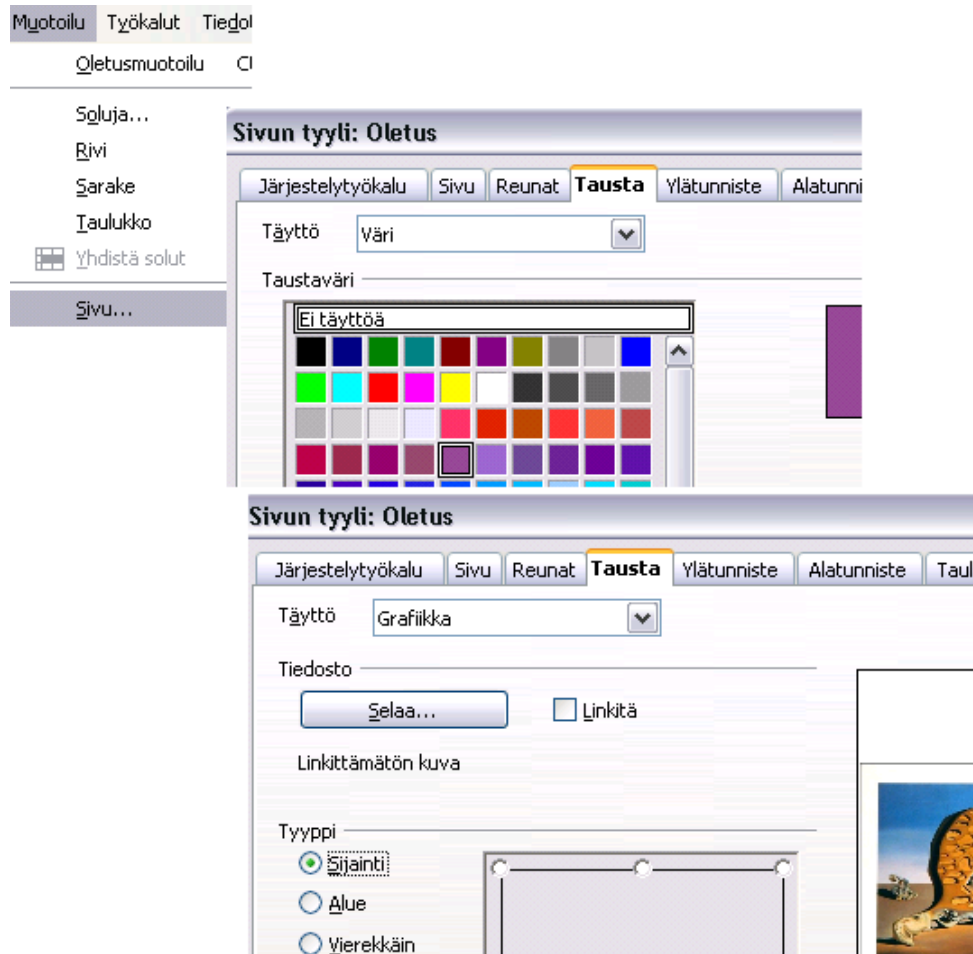 Muotoilu Työkalut
Oletusmuotoilu
Soluja...
Rivi
Sarake
Taulukko
Yhdistä solut
Sivu...
Sivun tyyli: Oletus
Järjestelytyökalu Sivu Reunat Tausta Ylätunniste
Täyttö Väri
Taustaväri
Ei täyttöä
Sivun tyyli: Oletus
Järjestelytyökalu Sivu Reunat Tausta Ylätunniste Alatunniste
Täyttö Grafiikka
Tiedosto
Selaa... Linkitä
Linkittämätön kuva
Tyyppi
Sijainti
Alue
Vierekkäin